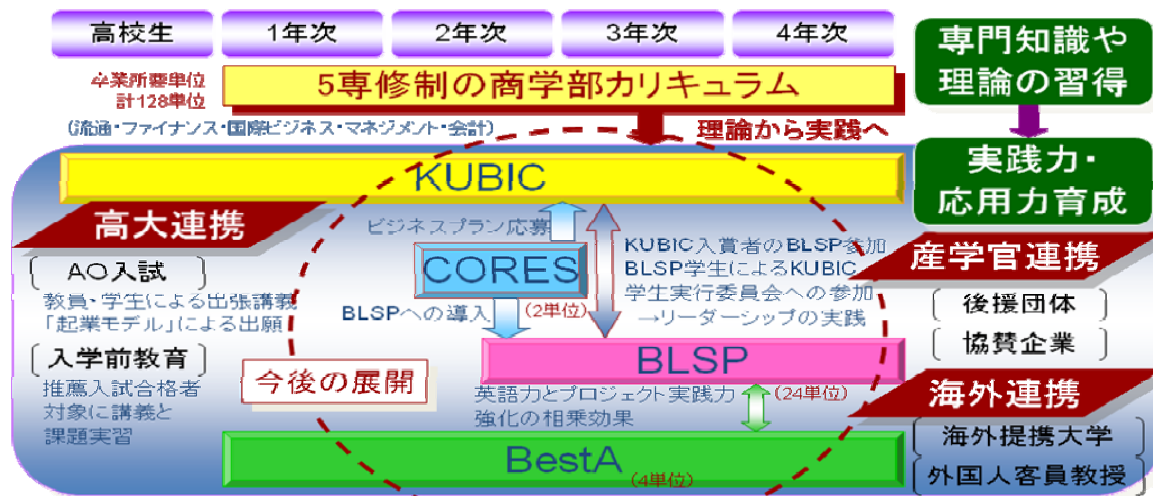 高校生
1年次
2年次
3年次
4年次
専門知識や
理論の習得
卒業所要単位
計128単位
5専修制の商学部カリキュラム
(流通・ファイナンス・国際ビジネス・マネジメント・会計)
理論から実践へ
実践力・
応用力育成
KUBIC
高大連携
AO入試
教員・学生による出張講義
「起業モデル」による出願
入学前教育
推薦入試合格者
対象に講義と
課題実習
ビジネスプラン応募
CORES
BLSPへの導入
(2単位)
KUBIC入賞者のBLSP参加
BLSP学生によるKUBIC
学生実行委員会への参加
→リーダーシップの実践
産学官連携
後援団体
協賛企業
BLSP
今後の展開
英語力とプロジェクト実践力
強化の相乗効果
(24単位)
海外連携
海外提携大学
外国人客員教授
BestA
(4単位)